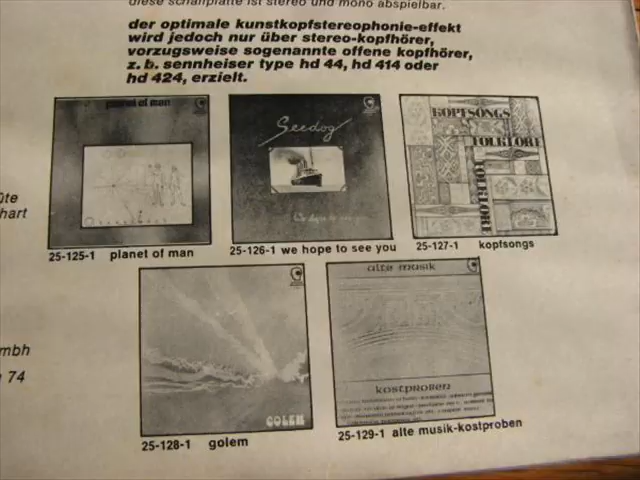 diese schallplatte ist stereo und mono abspielbar.
der optimale kunstkopfstereophonie-effekt
wird jedoch nur über stereo-kopfhörer,
vorzugsweise sogenannte offene kopfhörer,
z. b. sennheiser type hd 44, hd 414 oder
hd 424, erzielt.
planet of man
Seedog
KOPFSONGS
FOLKLORE
25-125-1 planet of man
25-126-1 we hope to see you
25-127-1 kopfsongs
hart
mbh
74
alte musik
GOLEM
kostproben
25-128-1 golem
25-129-1 alte musik-kostproben